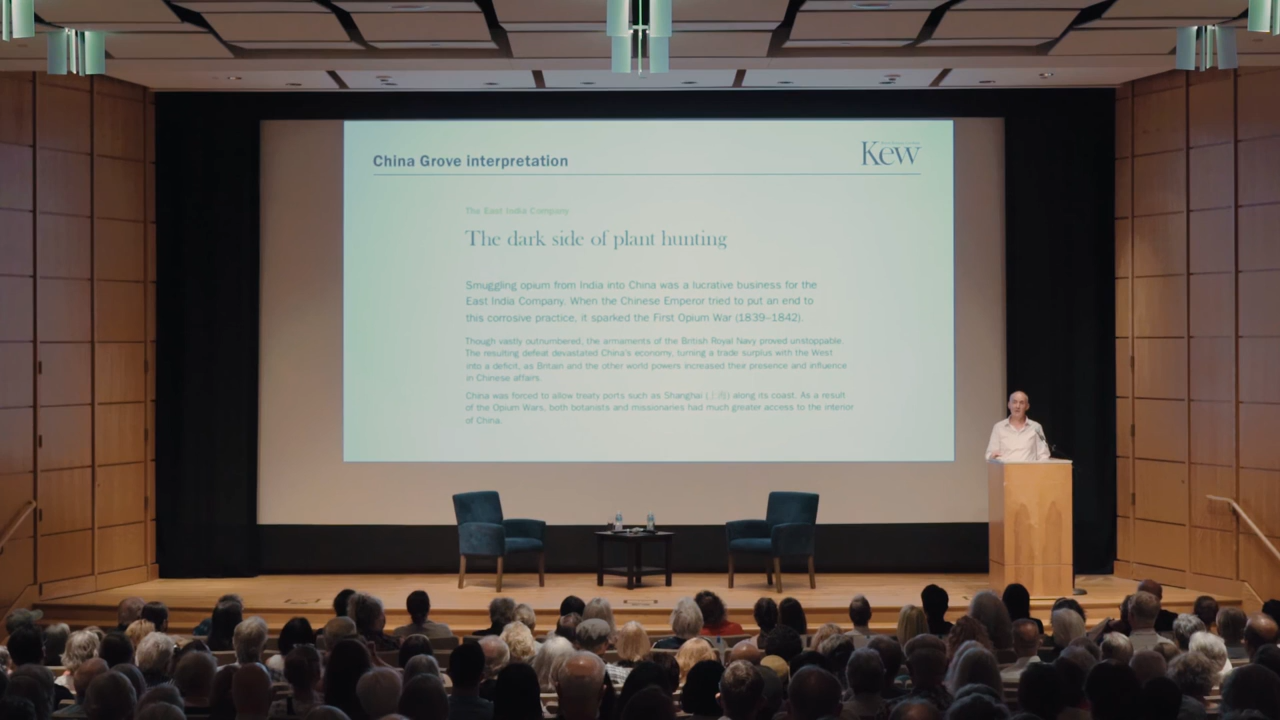 China Grove interpretation
Kew
The East India Company
The dark side of plant hunting
Smuggling opium from India into China was a lucrative business for the
East India Company. When the Chinese Emperor tried to put an end to
this corrosive practice, it sparked the First Opium War (1839–1842).
Though vastly outnumbered, the armaments of the British Royal Navy proved unstoppable.
The resulting defeat devastated China's economy, turning a trade surplus with the West
into a deficit, as Britain and the other world powers increased their presence and influence
in Chinese affairs.
China was forced to allow treaty ports such as Shanghai () along its coast. As a result
of the Opium Wars, both botanists and missionaries had much greater access to the interior
of China.